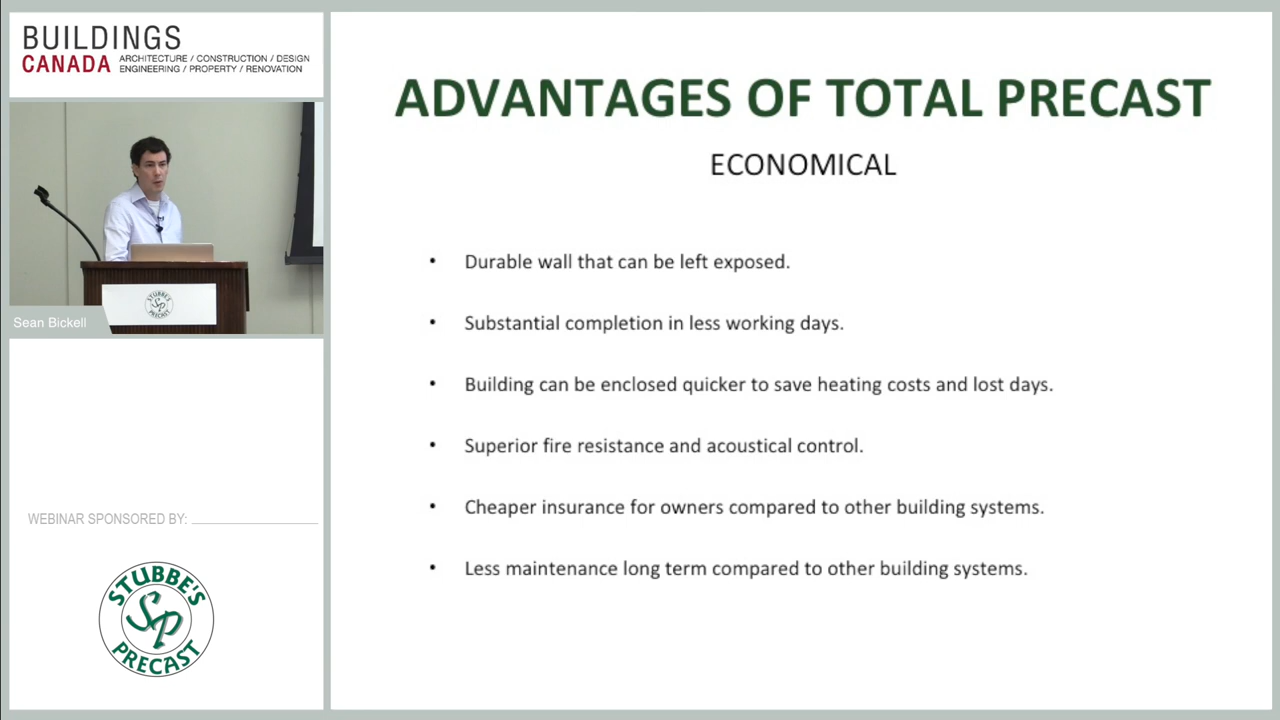 BUILDINGS
CANADA ARCHITECTURE / CONSTRUCTION / DESIGN
ENGINEERING / PROPERTY / RENOVATION
STUBBE'S
SP
Sean Bickell
WEBINAR SPONSORED BY:
STUBBE'S
SP
PRECAST
ADVANTAGES OF TOTAL PRECAST
ECONOMICAL
• Durable wall that can be left exposed.
• Substantial completion in less working days.
• Building can be enclosed quicker to save heating costs and lost days.
• Superior fire resistance and acoustical control.
• Cheaper insurance for owners compared to other building systems.
• Less maintenance long term compared to other building systems.